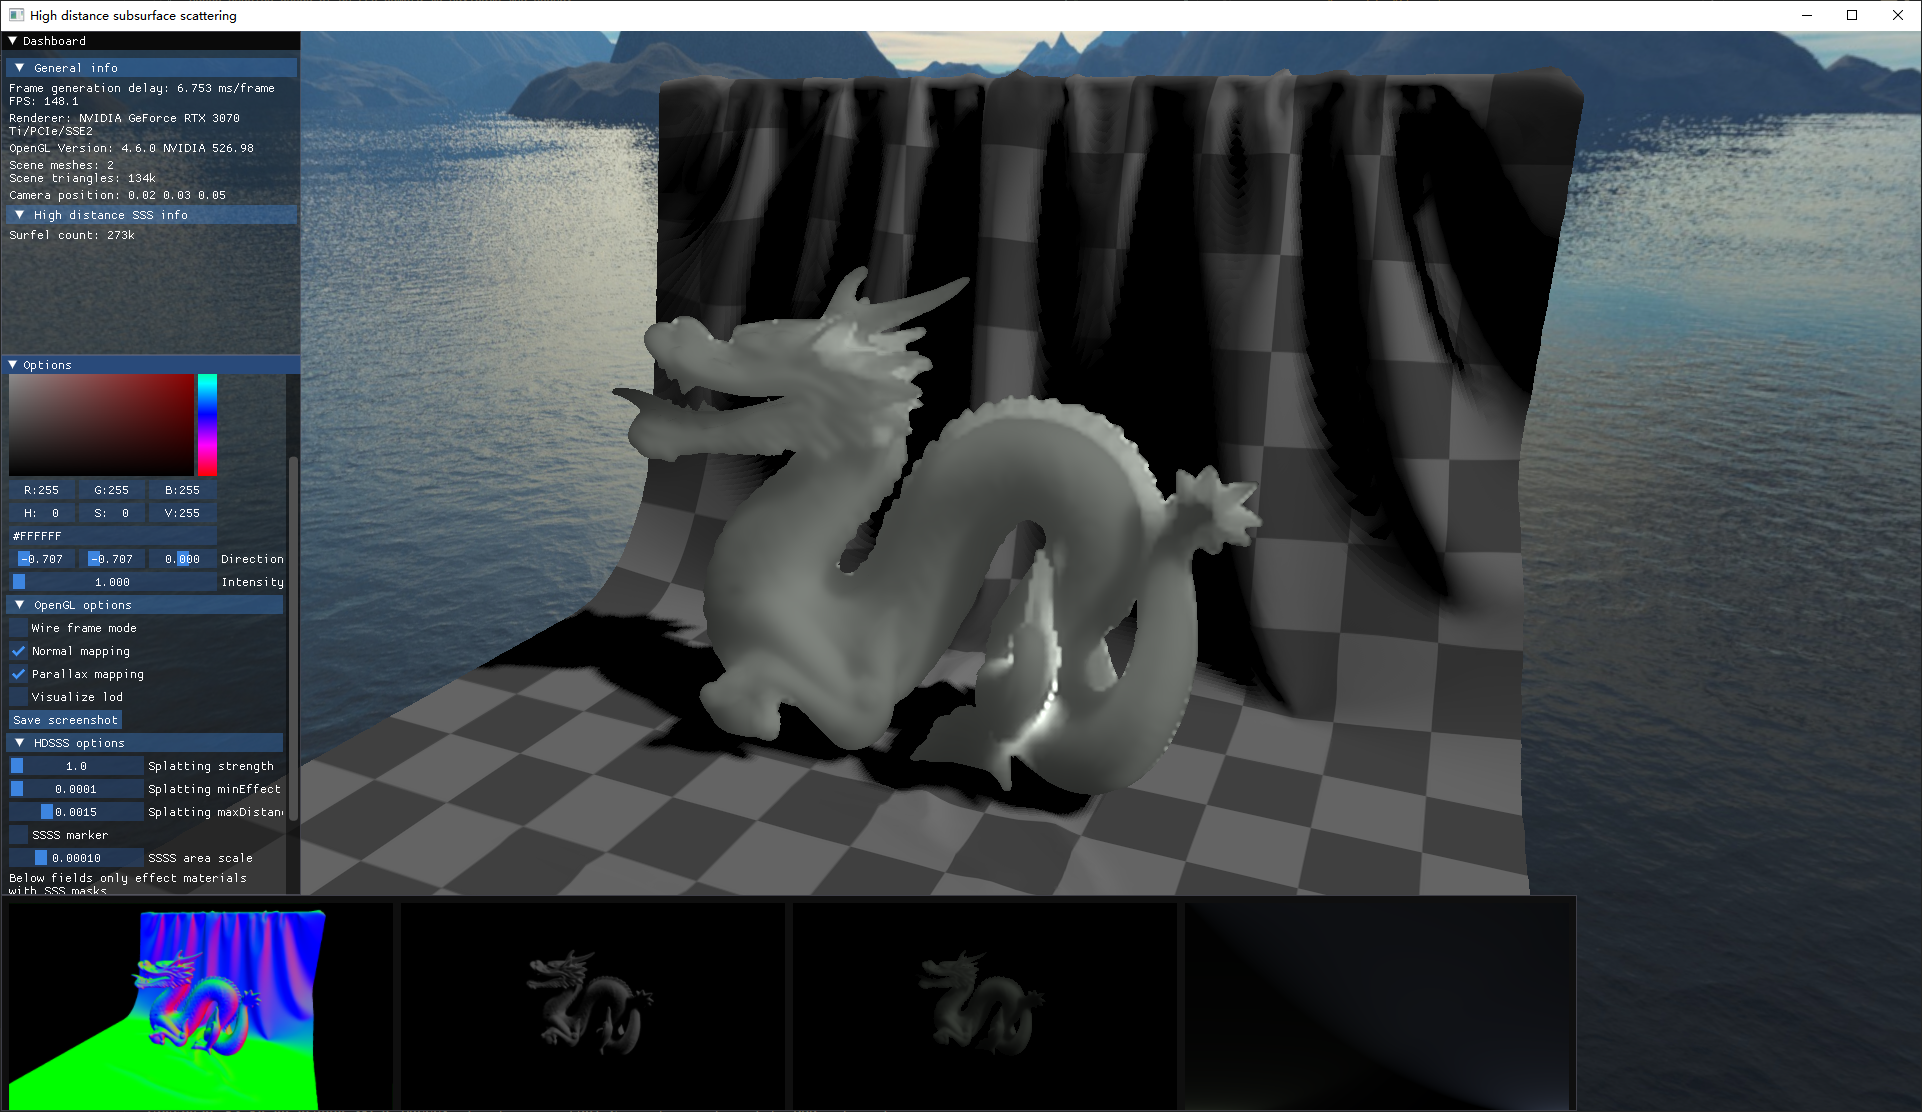 High distance subsurface scattering
Dashboard
General info
Frame generation delay: 6.753 ms/frame
FPS: 148.1
Renderer: NVIDIA GeForce RTX 3070
Ti/PCIe/SSE2
OpenGL Version: 4.6.0 NVIDIA 526.98
Scene meshes: 2
Scene triangles: 134k
Camera position: 0.02 0.03 0.05
High distance SSS info
Surfel count: 273k
Options
R:255 G:255 B:255
H: 0 S: 0 V:255
#FFFFFF
-0.707 -0.707 0.000 Direction
1.000 Intensity
OpenGL options
Wire frame mode
Normal mapping
Parallax mapping
Visualize lod
Save screenshot
HDSSS options
1.0 Splatting strength
0.0001 Splatting minEffect
0.0015 Splatting maxDistan
SSSS marker
0.00010 SSSS area scale
Below fields only effect materials
with SSS masks